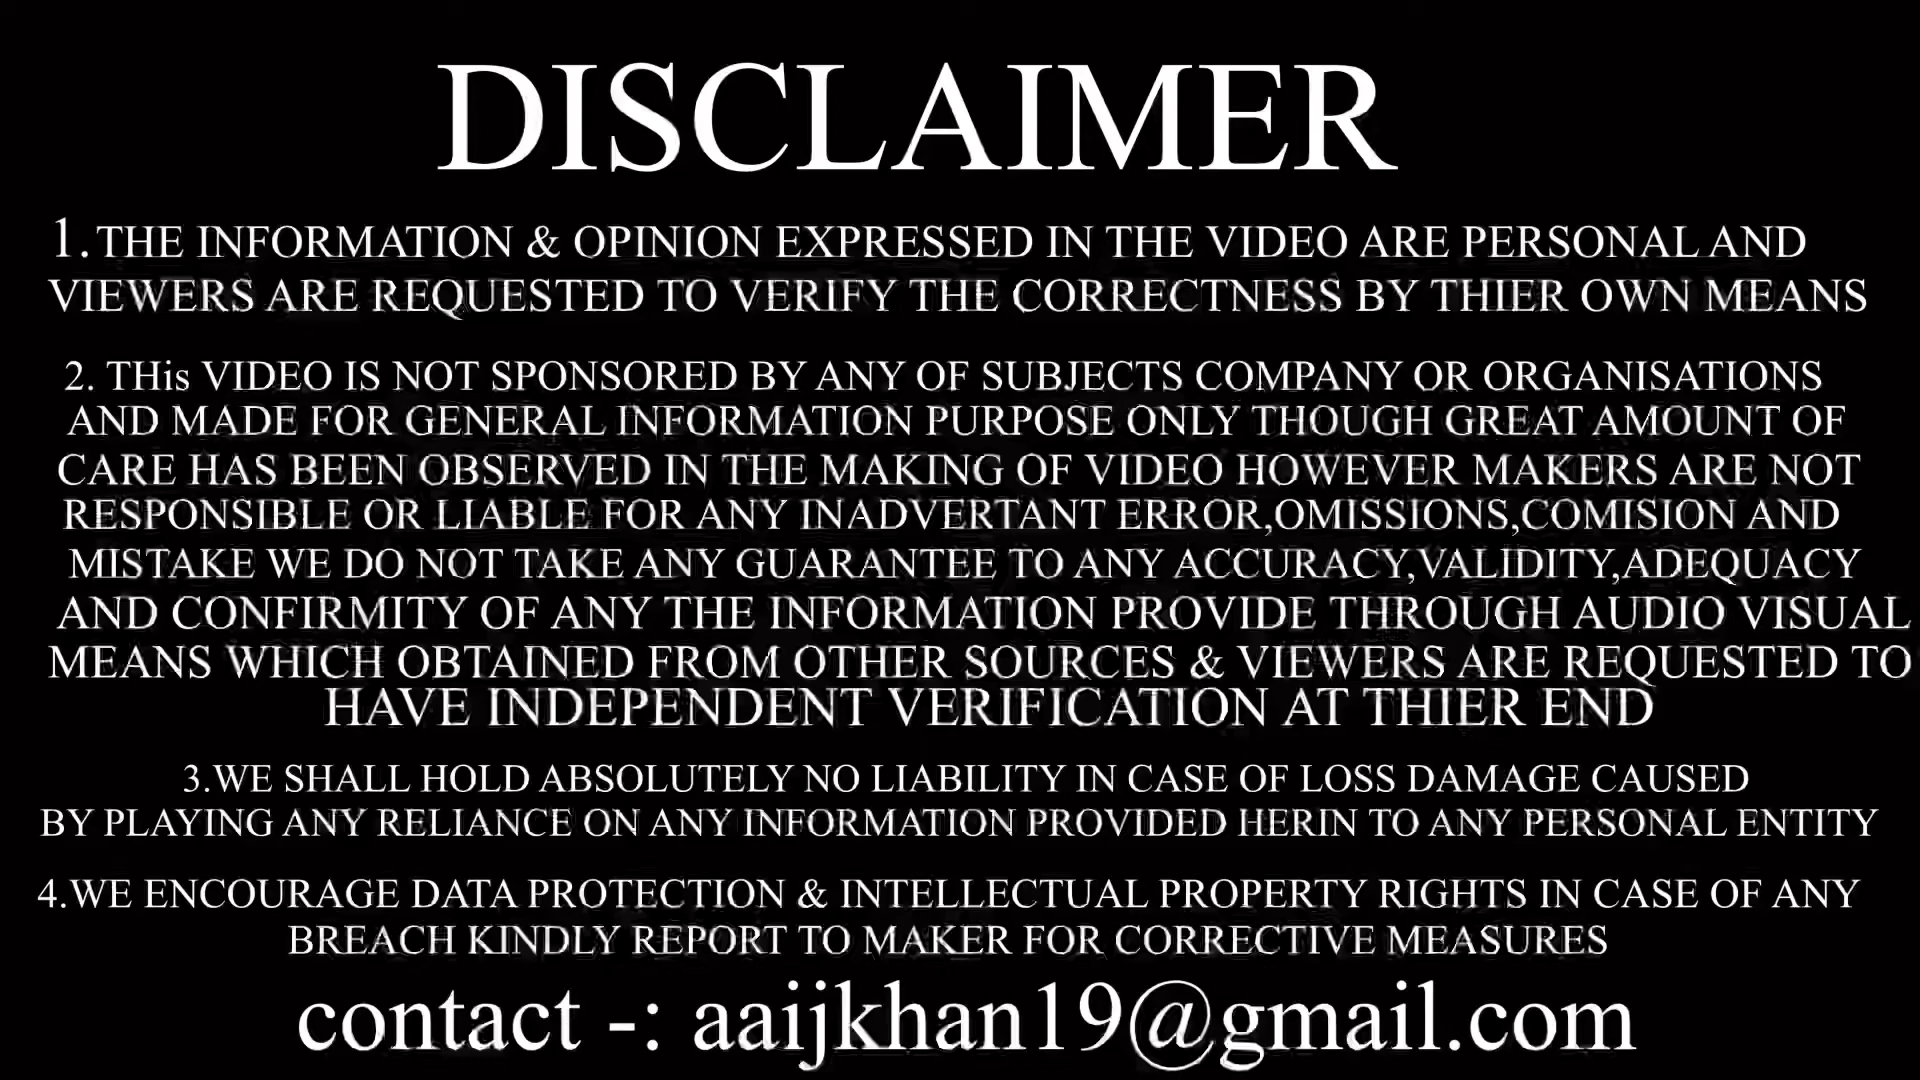 DISCLAIMER
1.THE INFORMATION & OPINION EXPRESSED IN THE VIDEO ARE PERSONAL AND
VIEWERS ARE REQUESTED TO VERIFY THE CORRECTNESS BY THIER OWN MEANS
2. THis VIDEO IS NOT SPONSORED BY ANY OF SUBJECTS COMPANY OR ORGANISATIONS
AND MADE FOR GENERAL INFORMATION PURPOSE ONLY THOUGH GREAT AMOUNT OF
CARE HAS BEEN OBSERVED IN THE MAKING OF VIDEO HOWEVER MAKERS ARE NOT
RESPONSIBLE OR LIABLE FOR ANY INADVERTANT ERROR,OMISSIONS,COMISION AND
MISTAKE WE DO NOT TAKE ANY GUARANTEE TO ANY ACCURACY,VALIDITY,ADEQUACY
AND CONFIRMITY OF ANY THE INFORMATION PROVIDE THROUGH AUDIO VISUAL
MEANS WHICH OBTAINED FROM OTHER SOURCES & VIEWERS ARE REQUESTED TO
HAVE INDEPENDENT VERIFICATION AT THIER END
3.WE SHALL HOLD ABSOLUTELY NO LIABILITY IN CASE OF LOSS DAMAGE CAUSED
BY PLAYING ANY RELIANCE ON ANY INFORMATION PROVIDED HERIN TO ANY PERSONAL ENTITY
4.WE ENCOURAGE DATA PROTECTION & INTELLECTUAL PROPERTY RIGHTS IN CASE OF ANY
BREACH KINDLY REPORT TO MAKER FOR CORRECTIVE MEASURES
contact -: aaijkhan19@gmail.com